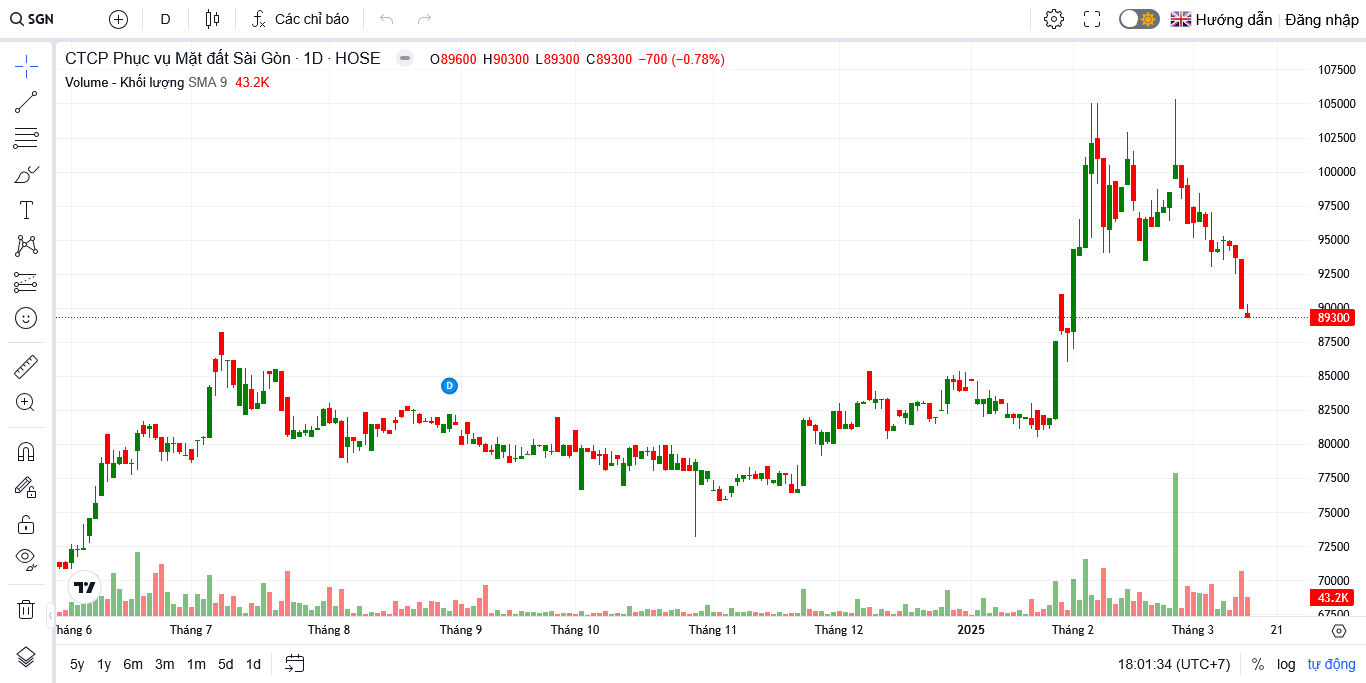 SGN D Các chỉ báo Hướng dẫn Đăng nhập
CTCP Phục vụ Mặt đất Sài Gòn · 1D · HOSE O89600 H90300 L89300 C89300 −700 (−0.78%)
Volume - Khối lượng SMA 9 43.2K
107500
105000
102500
100000
97500
95000
92500
90000
89300
87500
85000
D
82500
80000
77500
75000
72500
70000
43.2K
67500
háng 6 Tháng 7 Tháng 8 Tháng 9 Tháng 10 Tháng 11 Tháng 12 2025 Tháng 2 Tháng 3 21
5y 1y 6m 3m 1m 5d 1d 18:01:34 (UTC+7) % log tự động